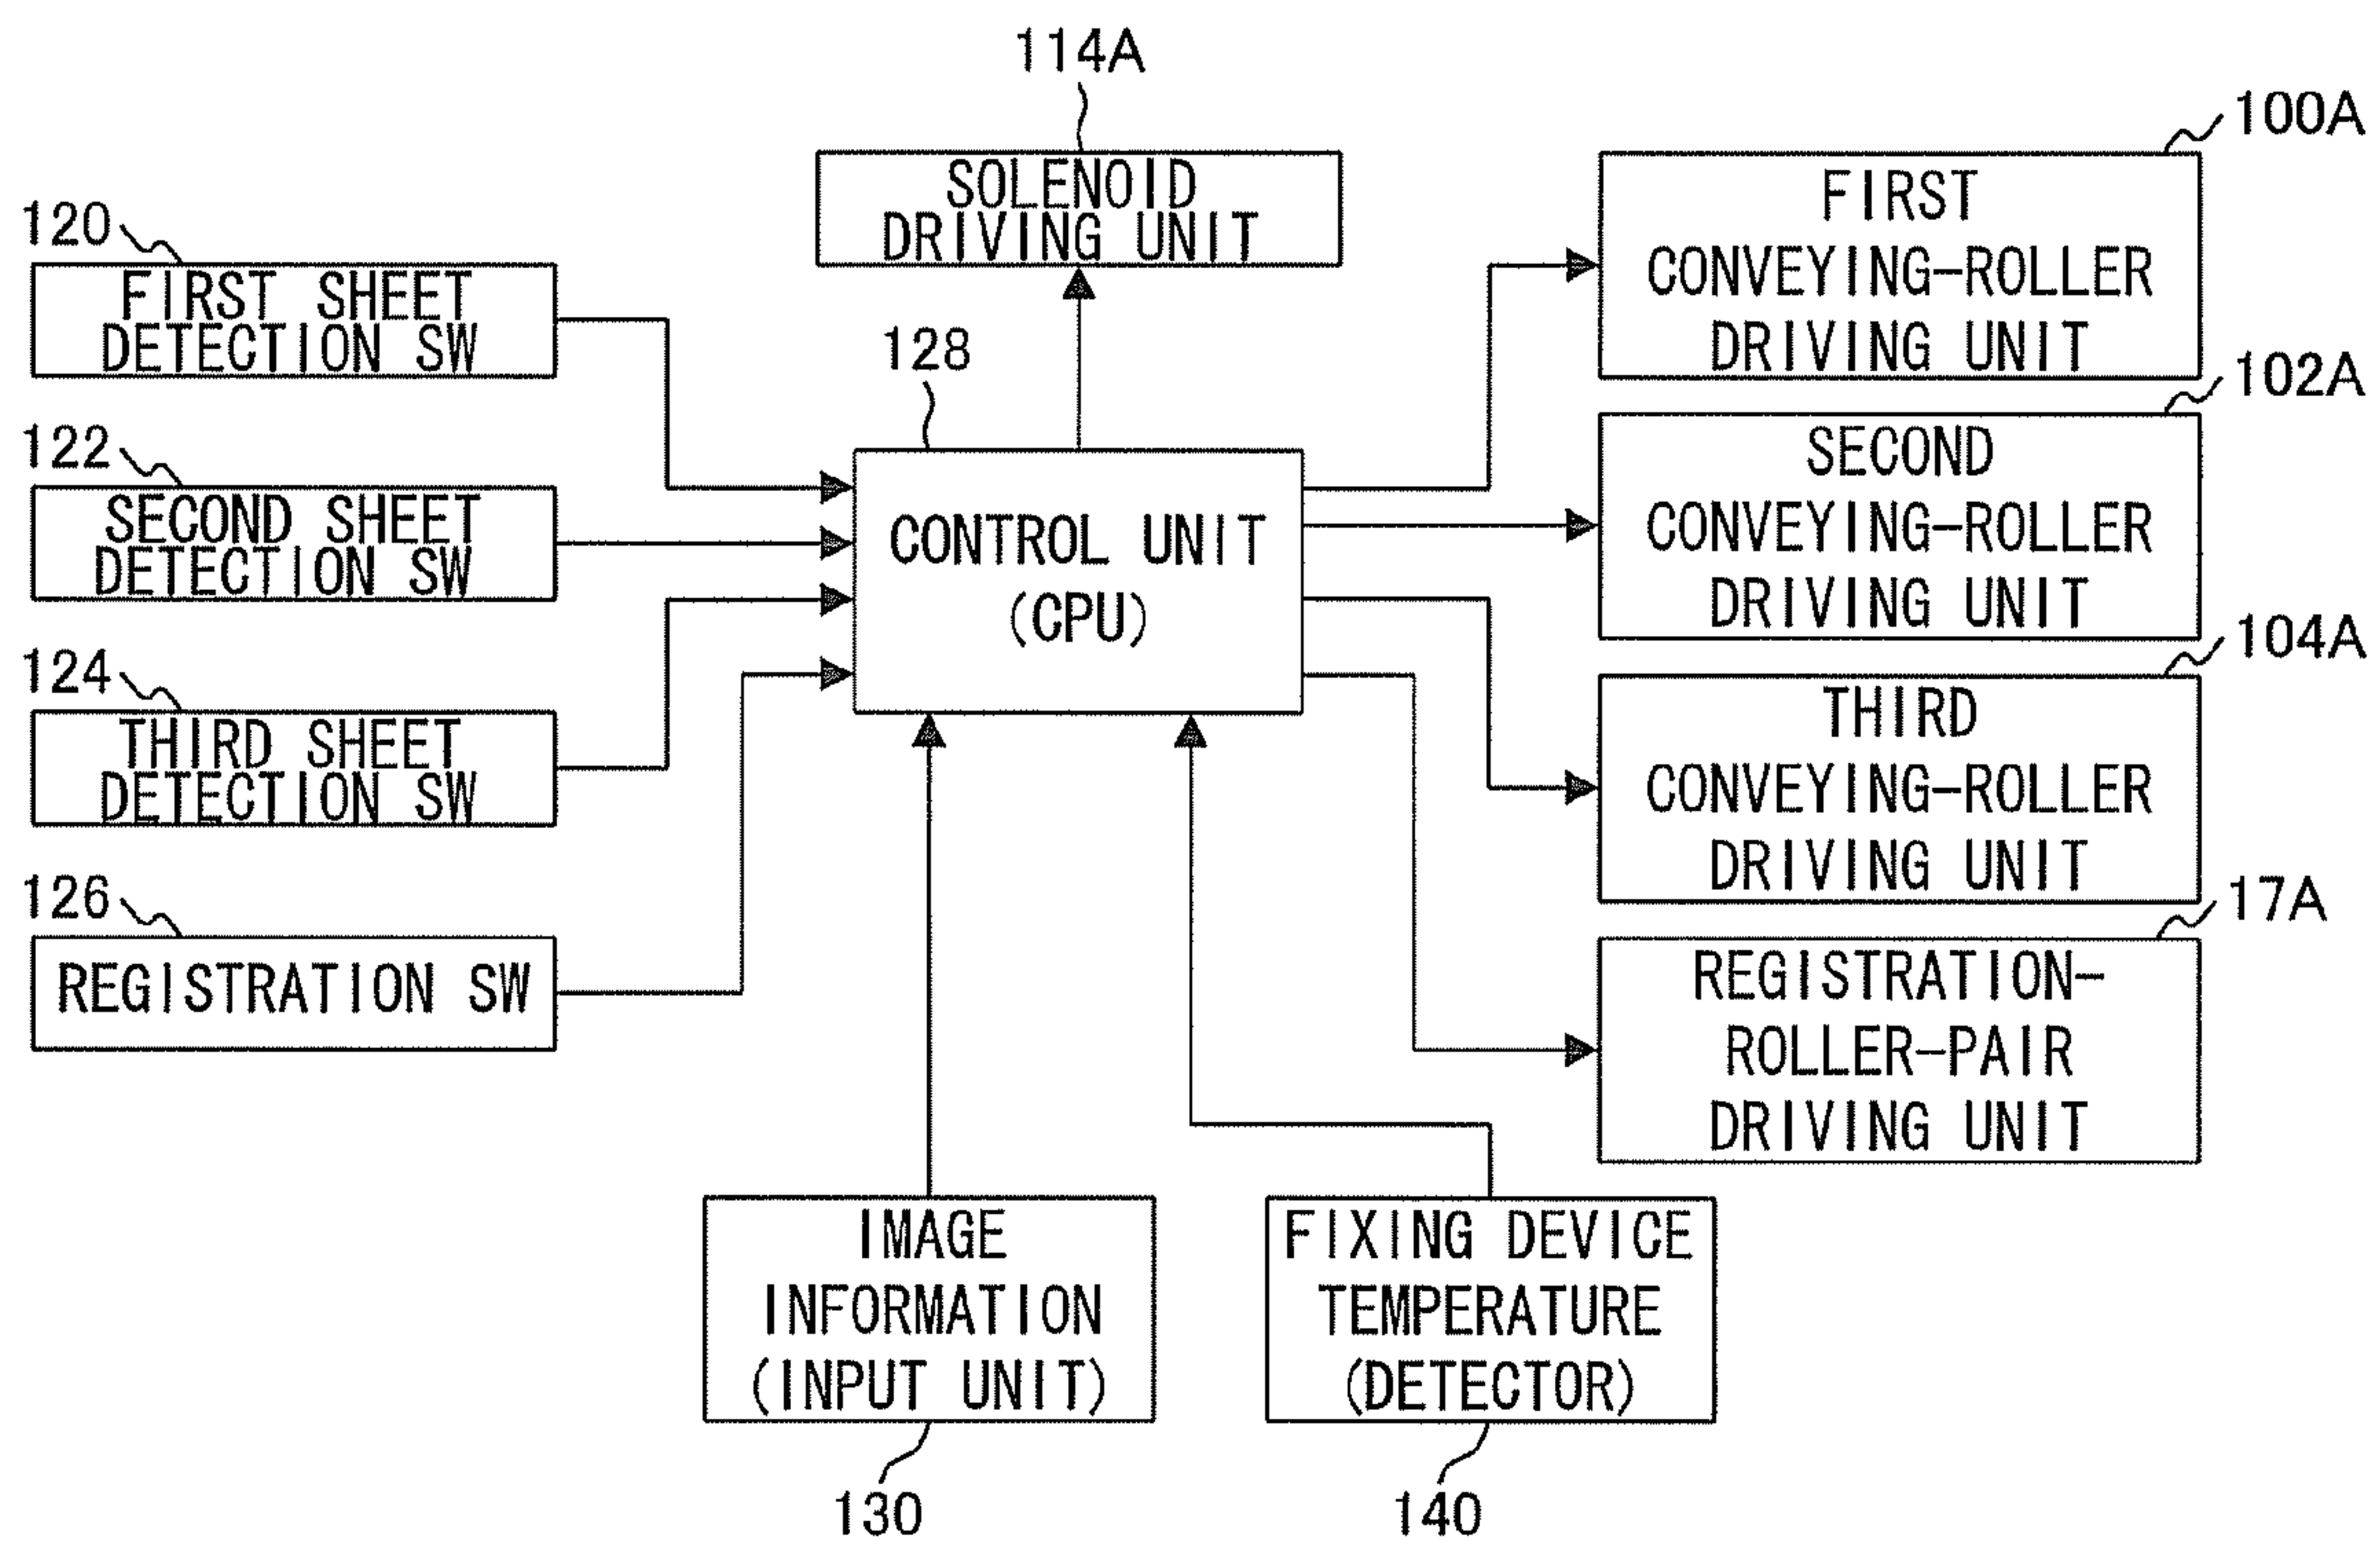 114A
SOLENOID
DRIVING UNIT
120
FIRST SHEET
DETECTION SW
122
SECOND SHEET
DETECTION SW
124
THIRD SHEET
DETECTION SW
126
REGISTRATION SW
128
CONTROL UNIT
(CPU)
100A
FIRST
CONVEYING-ROLLER
DRIVING UNIT
102A
SECOND
CONVEYING-ROLLER
DRIVING UNIT
104A
THIRD
CONVEYING-ROLLER
DRIVING UNIT
17A
REGISTRATION-
ROLLER-PAIR
DRIVING UNIT
IMAGE
INFORMATION
(INPUT UNIT)
130
FIXING DEVICE
TEMPERATURE
(DETECTOR)
140